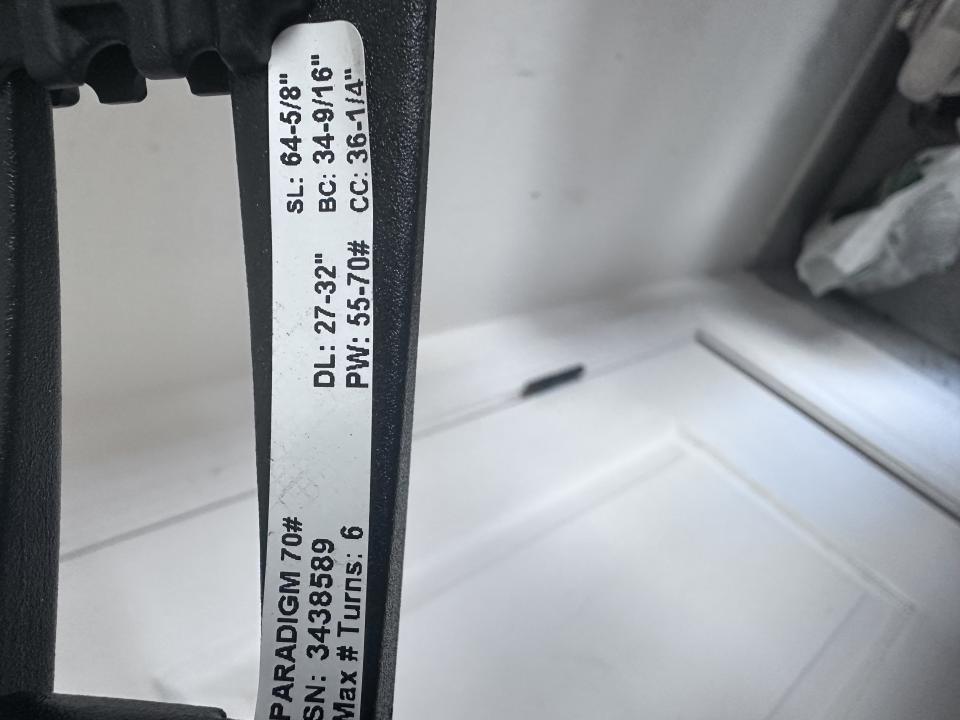 PARADIGM 70#
SN: 3438589
Max # Turns: 6
DL: 27-32"
PW: 55-70#
SL: 64-5/8"
BC: 34-9/16"
CC: 36-1/4"